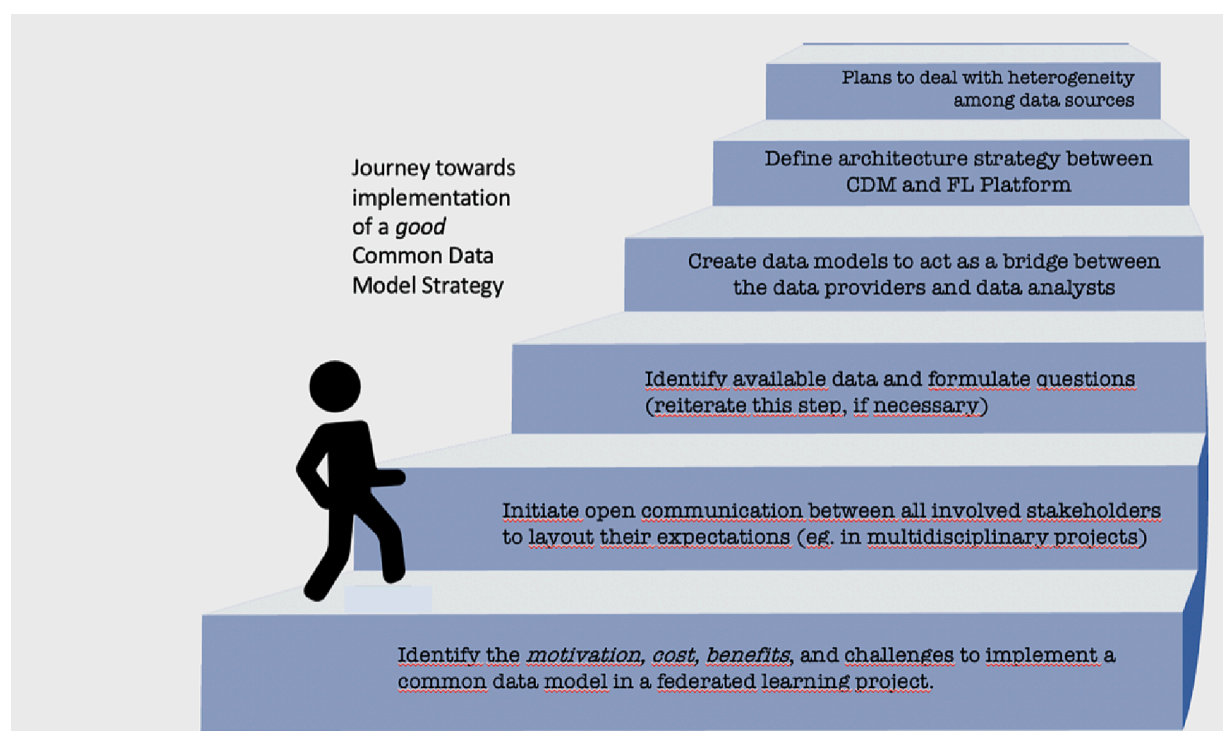 Plans to deal with heterogeneity
among data sources
Define architecture strategy between
CDM and FL Platform
Journey towards
implementation
of a good
Common Data
Model Strategy
Create data models to act as a bridge between
the data providers and data analysts
Identify available data and formulate questions
(reiterate this step, if necessary)
Initiate open communication between all involved stakeholders
to layout their expectations (eg. in multidisciplinary projects)
Identify the motivation, cost, benefits, and challenges to implement a
common data model in a federated learning project.